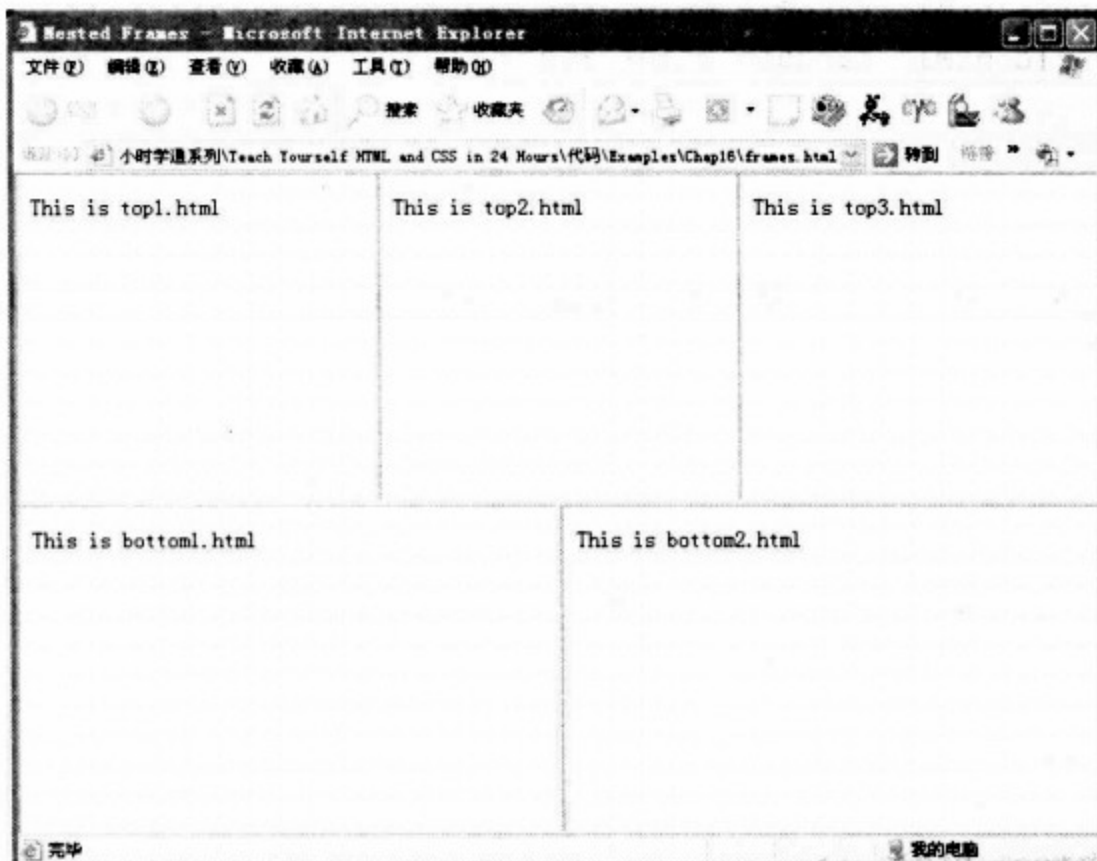 Nested Frames - Microsoft Internet Explorer
文件(F) 编辑(E) 查看(V) 收藏(A) 工具(T) 帮助(H)
搜索 收藏夹
小时学通系列\Teach Yourself HTML and CSS in 24 Hours\代码\Examples\Chap16\frames.html 转到 链接 »
This is top1.html This is top2.html This is top3.html
This is bottom1.html This is bottom2.html
完毕 我的电脑